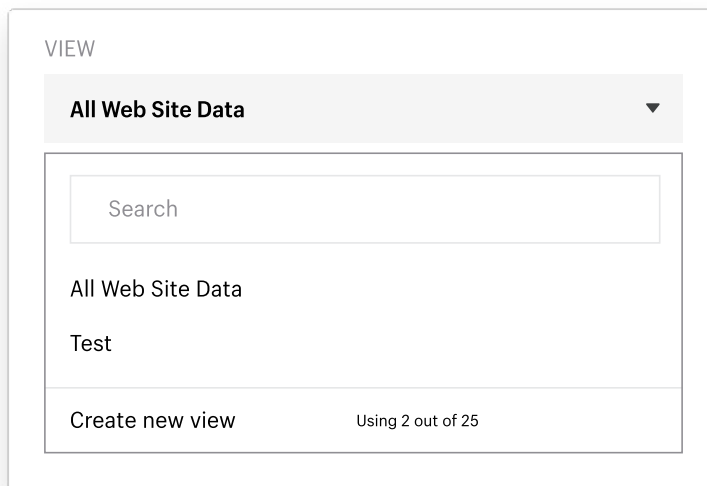 VIEW
All Web Site Data
Search
All Web Site Data
Test
Create new view Using 2 out of 25